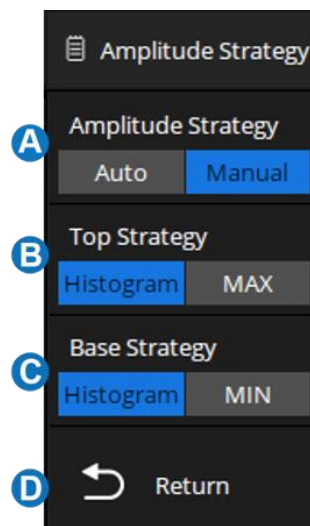 Amplitude Strategy
A
Amplitude Strategy
Auto Manual
B
Top Strategy
Histogram MAX
C
Base Strategy
Histogram MIN
D
Return